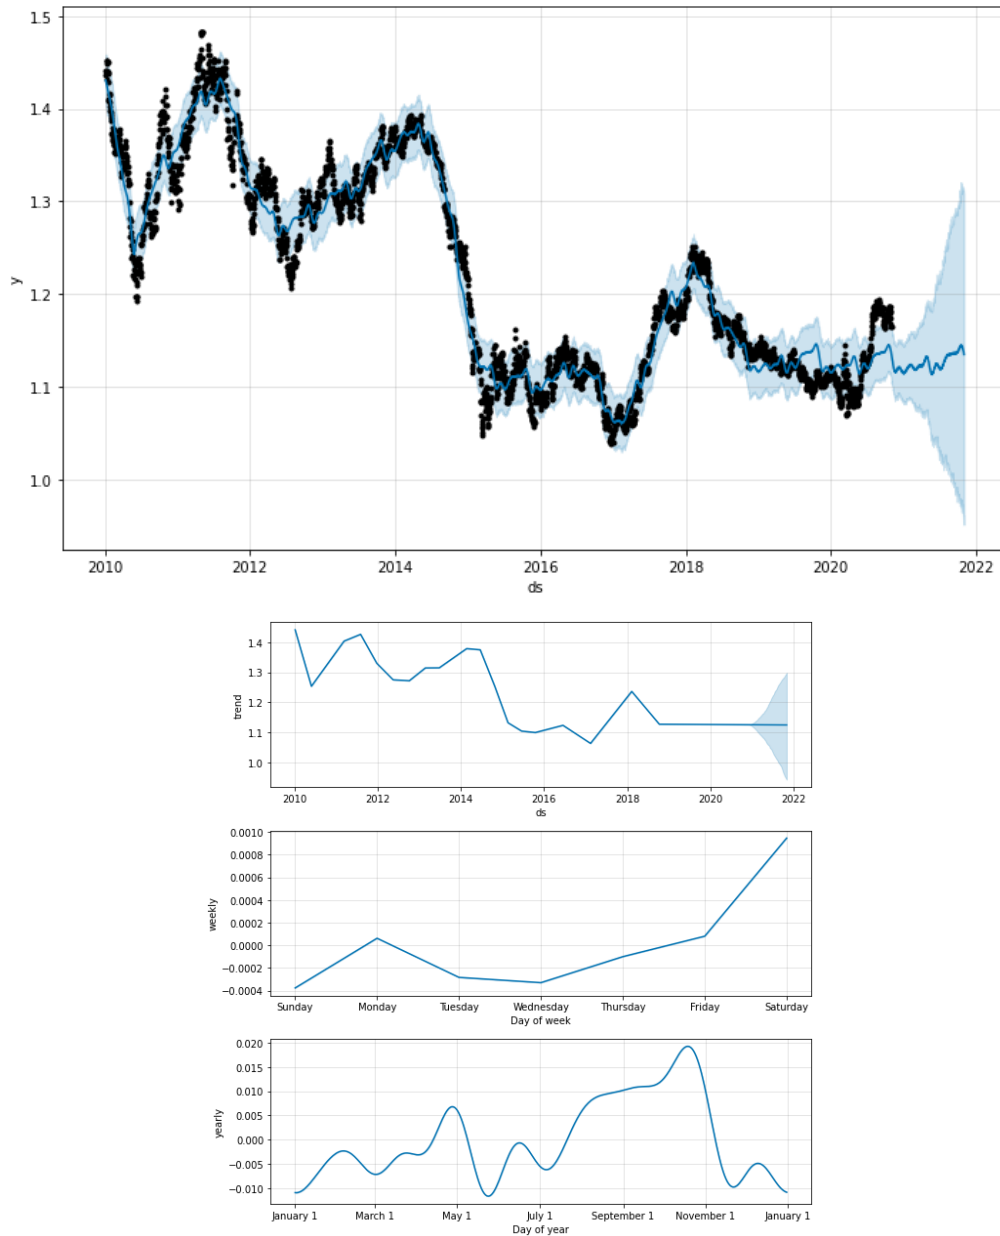 1.5
1.4
1.3
1.2
1.1
1.0
y
2010 2012 2014 2016 2018 2020 2022
ds
1.4
1.3
1.2
1.1
1.0
trend
2010 2012 2014 2016 2018 2020 2022
ds
0.0010
0.0008
0.0006
0.0004
0.0002
0.0000
−0.0002
−0.0004
weekly
Sunday Monday Tuesday Wednesday Thursday Friday Saturday
Day of week
0.020
0.015
0.010
0.005
0.000
−0.005
−0.010
yearly
January 1 March 1 May 1 July 1 September 1 November 1 January 1
Day of year